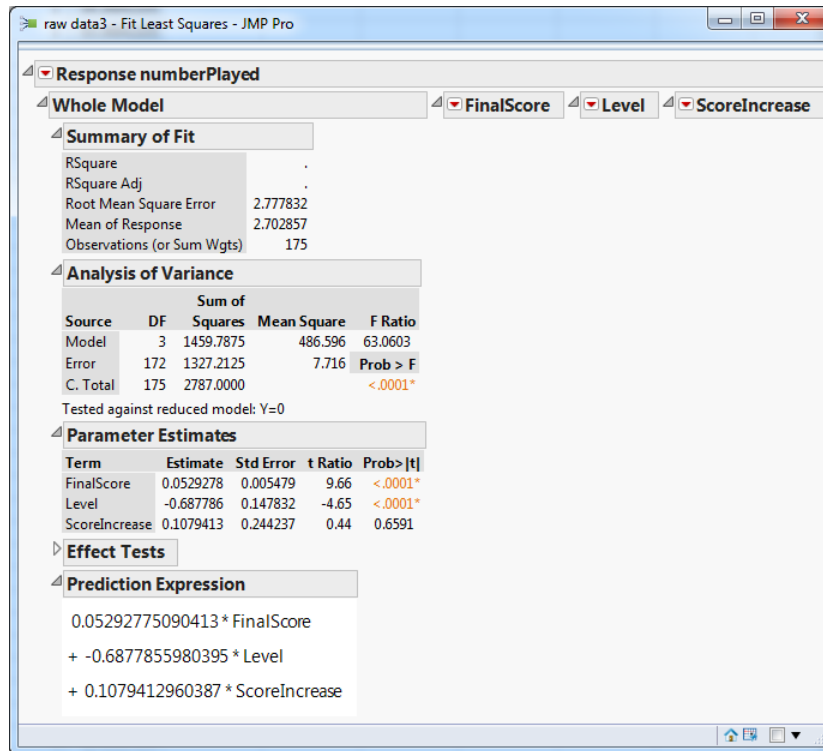 raw data3 - Fit Least Squares - JMP Pro
Response numberPlayed
Whole Model
FinalScore Level ScoreIncrease
Summary of Fit
RSquare .
RSquare Adj .
Root Mean Square Error 2.777832
Mean of Response 2.702857
Observations (or Sum Wgts) 175
Analysis of Variance
Sum of
Source DF Squares Mean Square F Ratio
Model 3 1459.7875 486.596 63.0603
Error 172 1327.2125 7.716 Prob > F
C. Total 175 2787.0000 <.0001*
Tested against reduced model: Y=0
Parameter Estimates
Term Estimate Std Error t Ratio Prob>|t|
FinalScore 0.0529278 0.005479 9.66 <.0001*
Level -0.687786 0.147832 -4.65 <.0001*
ScoreIncrease 0.1079413 0.244237 0.44 0.6591
Effect Tests
Prediction Expression
0.05292775090413 * FinalScore
+ -0.6877855980395 * Level
+ 0.1079412960387 * ScoreIncrease